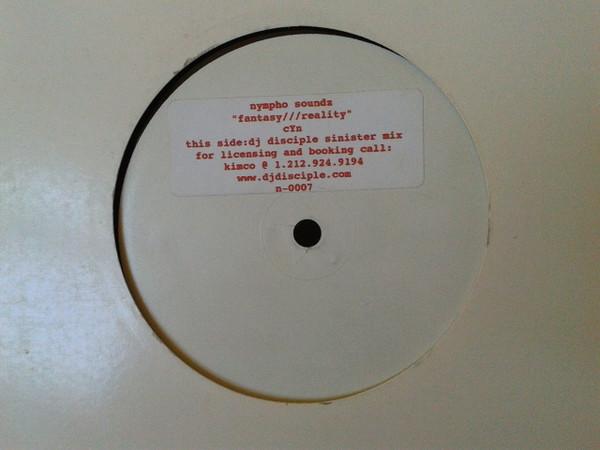 nympho soundz
"fantasy///reality"
cYn
this side:dj disciple sinister mix
for licensing and booking call:
kimco @ 1.212.924.9194
www.djdisciple.com
n-0007